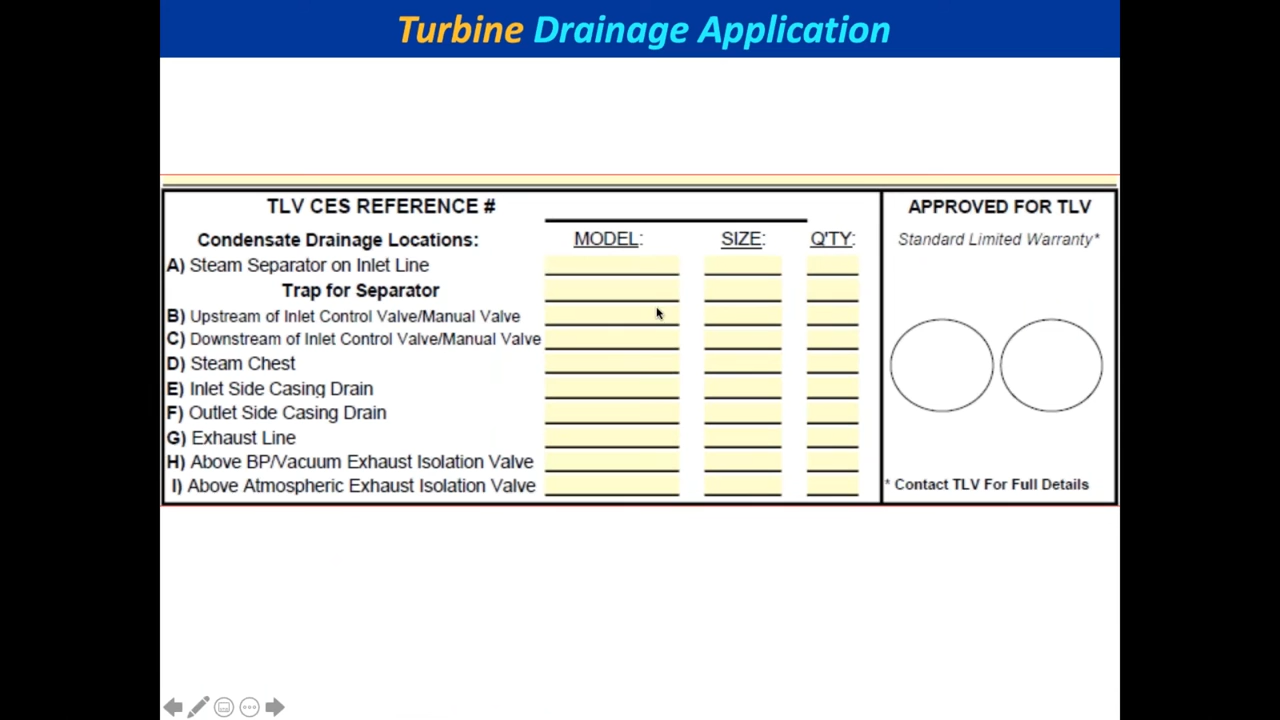 Turbine Drainage Application
TLV CES REFERENCE #
APPROVED FOR TLV
Condensate Drainage Locations: MODEL: SIZE: Q'TY:
Standard Limited Warranty*
A) Steam Separator on Inlet Line
Trap for Separator
B) Upstream of Inlet Control Valve/Manual Valve
C) Downstream of Inlet Control Valve/Manual Valve
D) Steam Chest
E) Inlet Side Casing Drain
F) Outlet Side Casing Drain
G) Exhaust Line
H) Above BP/Vacuum Exhaust Isolation Valve
I) Above Atmospheric Exhaust Isolation Valve
* Contact TLV For Full Details